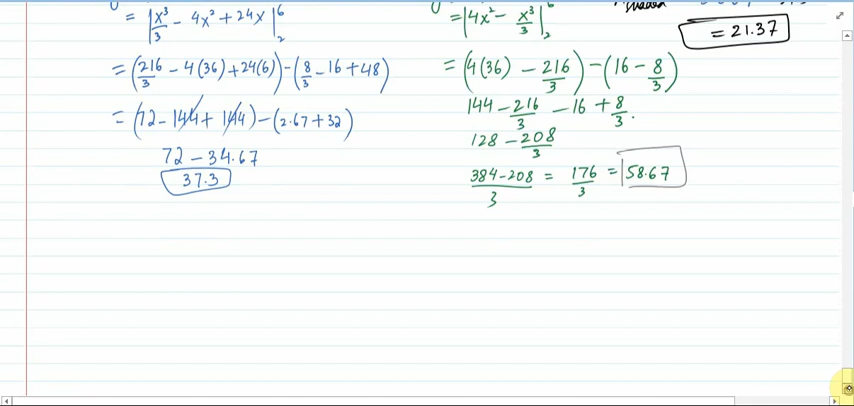 = |x³/3 - 4x² + 24x|₂⁶
= (216/3 - 4(36) + 24(6)) - (8/3 - 16 + 48)
= (72 - 144 + 144) - (2.67 + 32)
72 - 34.67
37.3
= |4x² - x³/3|₂⁶
= (4(36) - 216/3) - (16 - 8/3)
144 - 216/3 - 16 + 8/3.
128 - 208/3
384-208/3 = 176/3 = 58.67
= 21.37